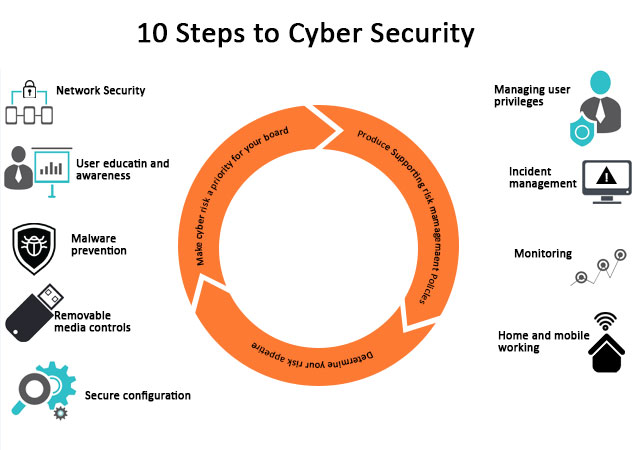 10 Steps to Cyber Security
Network Security
User educatin and
awareness
Malware
prevention
Removable
media controls
Secure configuration
Make cyber risk a priority for your board
Produce Supporting risk mamagemaent Policies
Determine your risk appetire
Managing user
privileges
Incident
management
Monitoring
Home and mobile
working